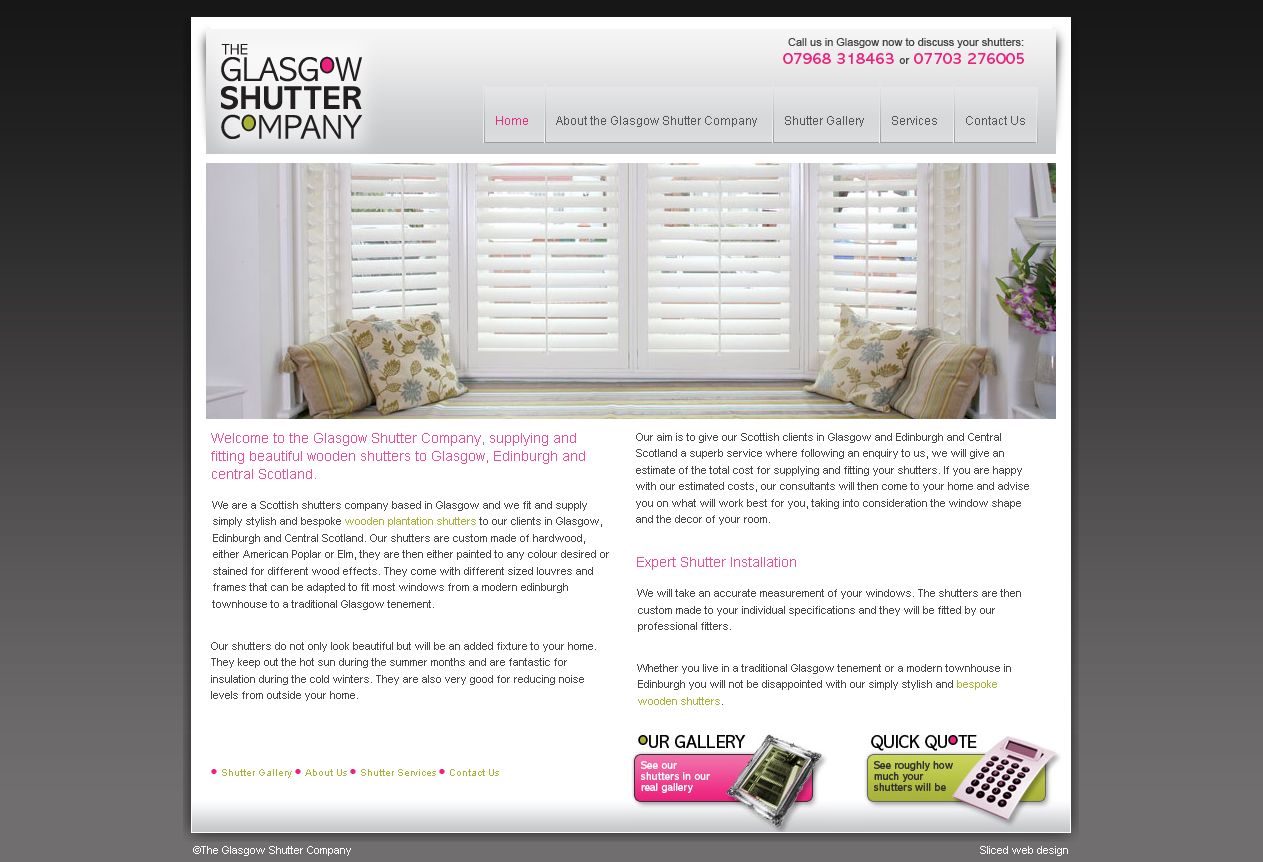 THE
GLASGOW
SHUTTER
COMPANY
Call us in Glasgow now to discuss your shutters:
07968 318463 or 07703 276005
Home
About the Glasgow Shutter Company
Shutter Gallery
Services
Contact Us
Welcome to the Glasgow Shutter Company, supplying and
fitting beautiful wooden shutters to Glasgow, Edinburgh and
central Scotland.
We are a Scottish shutters company based in Glasgow and we fit and supply
simply stylish and bespoke wooden plantation shutters to our clients in Glasgow,
Edinburgh and Central Scotland. Our shutters are custom made of hardwood,
either American Poplar or Elm, they are then either painted to any colour desired or
stained for different wood effects. They come with different sized louvres and
frames that can be adapted to fit most windows from a modern edinburgh
townhouse to a traditional Glasgow tenement.
Our shutters do not only look beautiful but will be an added fixture to your home.
They keep out the hot sun during the summer months and are fantastic for
insulation during the cold winters. They are also very good for reducing noise
levels from outside your home.
Our aim is to give our Scottish clients in Glasgow and Edinburgh and Central
Scotland a superb service where following an enquiry to us, we will give an
estimate of the total cost for supplying and fitting your shutters. If you are happy
with our estimated costs, our consultants will then come to your home and advise
you on what will work best for you, taking into consideration the window shape
and the decor of your room.
Expert Shutter Installation
We will take an accurate measurement of your windows. The shutters are then
custom made to your individual specifications and they will be fitted by our
professional fitters.
Whether you live in a traditional Glasgow tenement or a modern townhouse in
Edinburgh you will not be disappointed with our simply stylish and bespoke
wooden shutters.
• Shutter Gallery • About Us • Shutter Services • Contact Us
OUR GALLERY
See our
shutters in our
real gallery
QUICK QUOTE
See roughly how
much your
shutters will be
©The Glasgow Shutter Company
Sliced web design